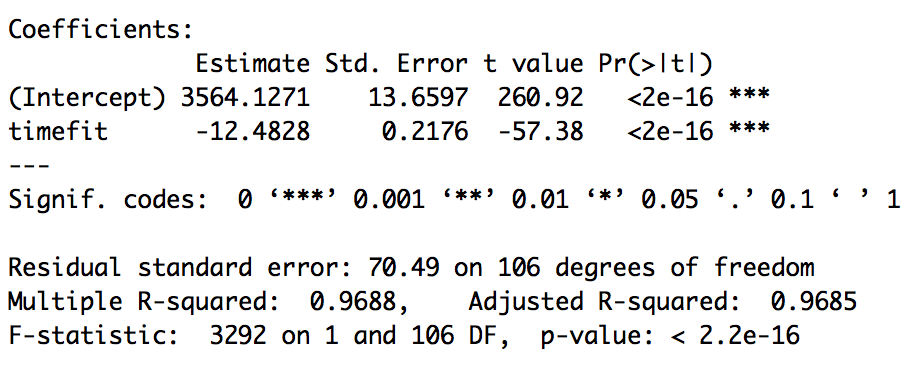 Coefficients:
            Estimate Std. Error t value Pr(>|t|)
(Intercept) 3564.1271    13.6597  260.92   <2e-16 ***
timefit      -12.4828     0.2176  -57.38   <2e-16 ***
---
Signif. codes:  0 ‘***’ 0.001 ‘**’ 0.01 ‘*’ 0.05 ‘.’ 0.1 ‘ ’ 1
Residual standard error: 70.49 on 106 degrees of freedom
Multiple R-squared:  0.9688,    Adjusted R-squared:  0.9685
F-statistic:  3292 on 1 and 106 DF,  p-value: < 2.2e-16